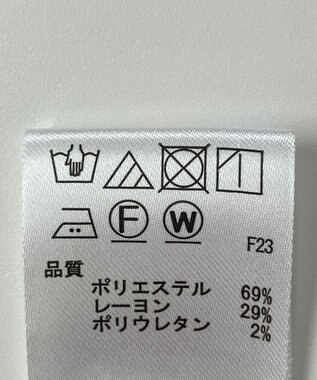 F W
F23
品質
ポリエステル 69%
レーヨン 29%
ポリウレタン 2%